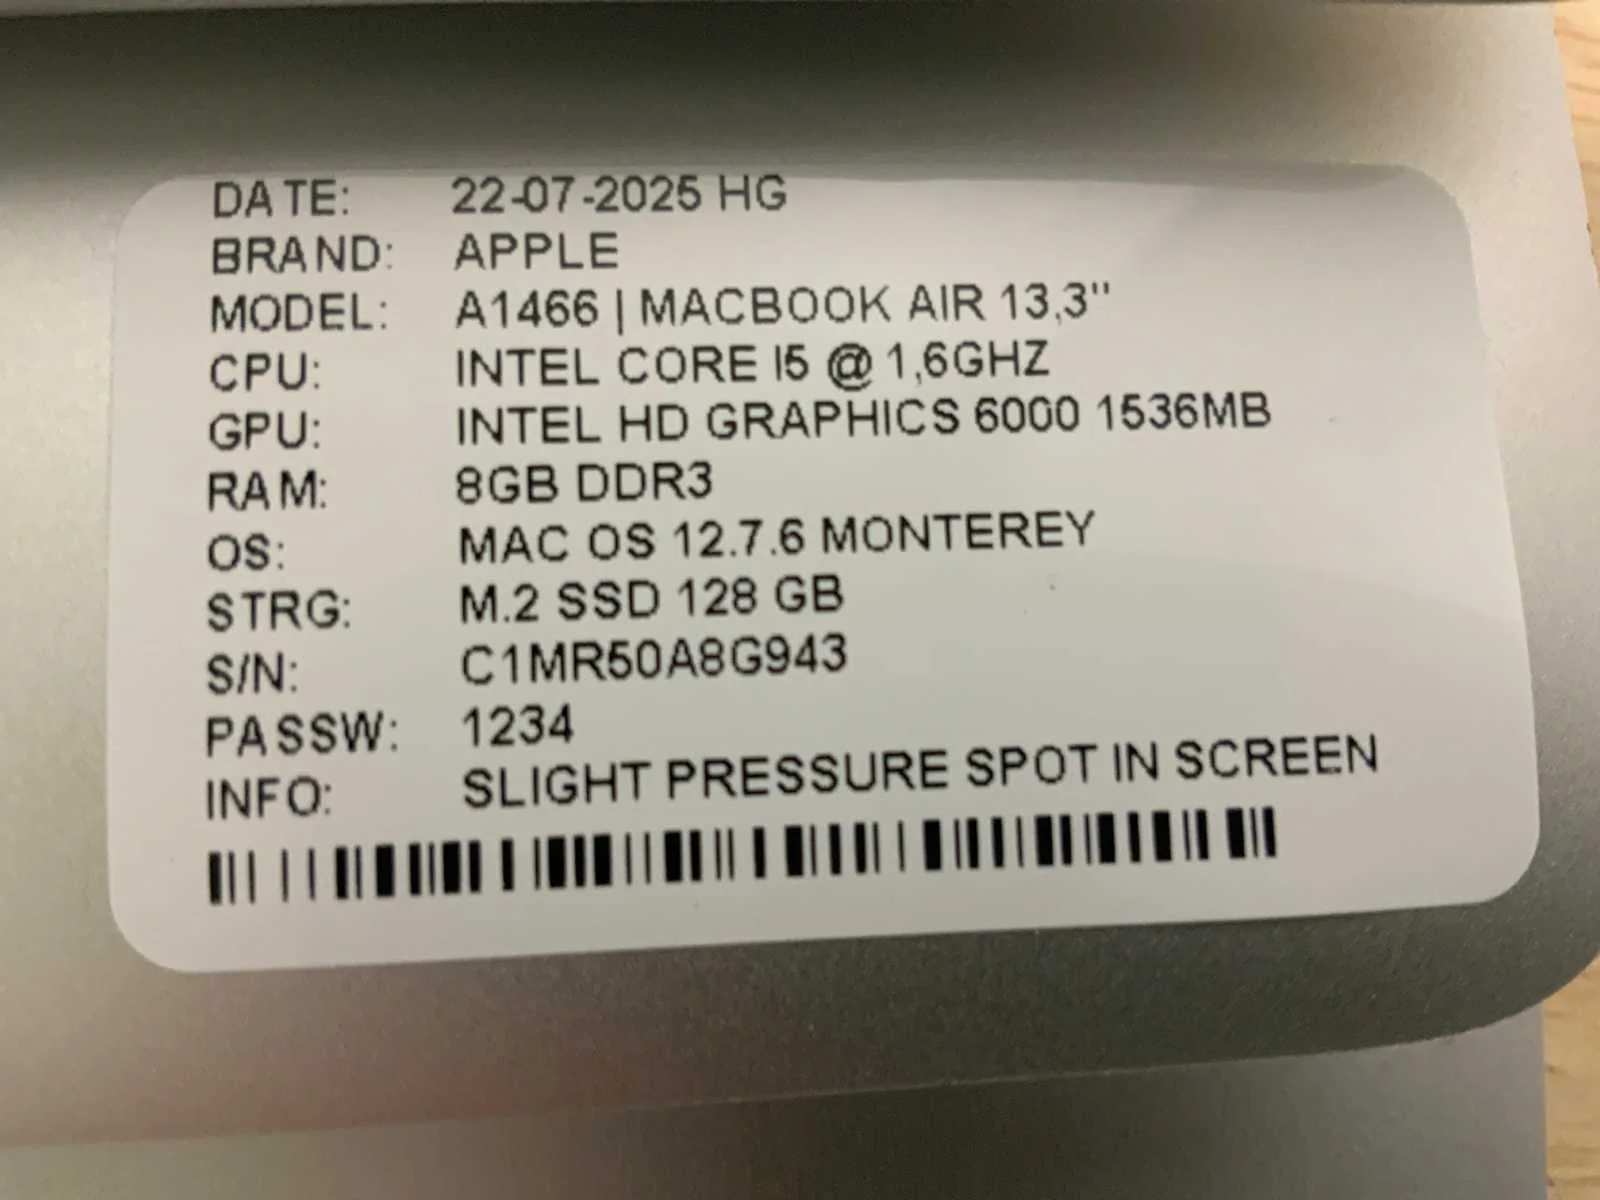 DATE: 22-07-2025 HG
BRAND: APPLE
MODEL: A1466 | MACBOOK AIR 13,3"
CPU: INTEL CORE I5 @ 1,6GHZ
GPU: INTEL HD GRAPHICS 6000 1536MB
RAM: 8GB DDR3
OS: MAC OS 12.7.6 MONTEREY
STRG: M.2 SSD 128 GB
S/N: C1MR50A8G943
PASSW: 1234
INFO: SLIGHT PRESSURE SPOT IN SCREEN